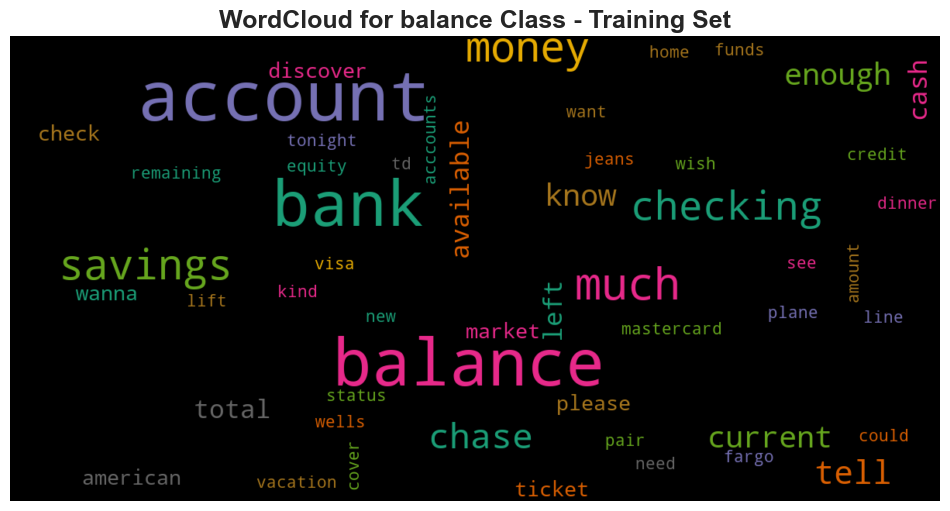 WordCloud for balance Class - Training Set
money
home
funds
discover
enough
cash
account
check
want
tonight
available
acccounts
jeans
wish
credit
remaining
equity
td
bank
know
checking
dinner
savings
visa
see
amount
wanna
lift
kind
much
left
new
market
mastercard
plane
line
balance
status
total
wells
please
chase
pair
current
could
cover
need
fargo
american
vacation
ticket
tell